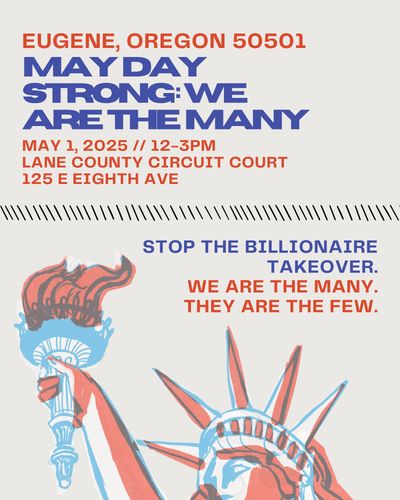 EUGENE, OREGON 50501
MAY DAY
STRONG: WE
ARE THE MANY
MAY 1, 2025 // 12-3PM
LANE COUNTY CIRCUIT COURT
125 E EIGHTH AVE
STOP THE BILLIONAIRE
TAKEOVER.
WE ARE THE MANY.
THEY ARE THE FEW.